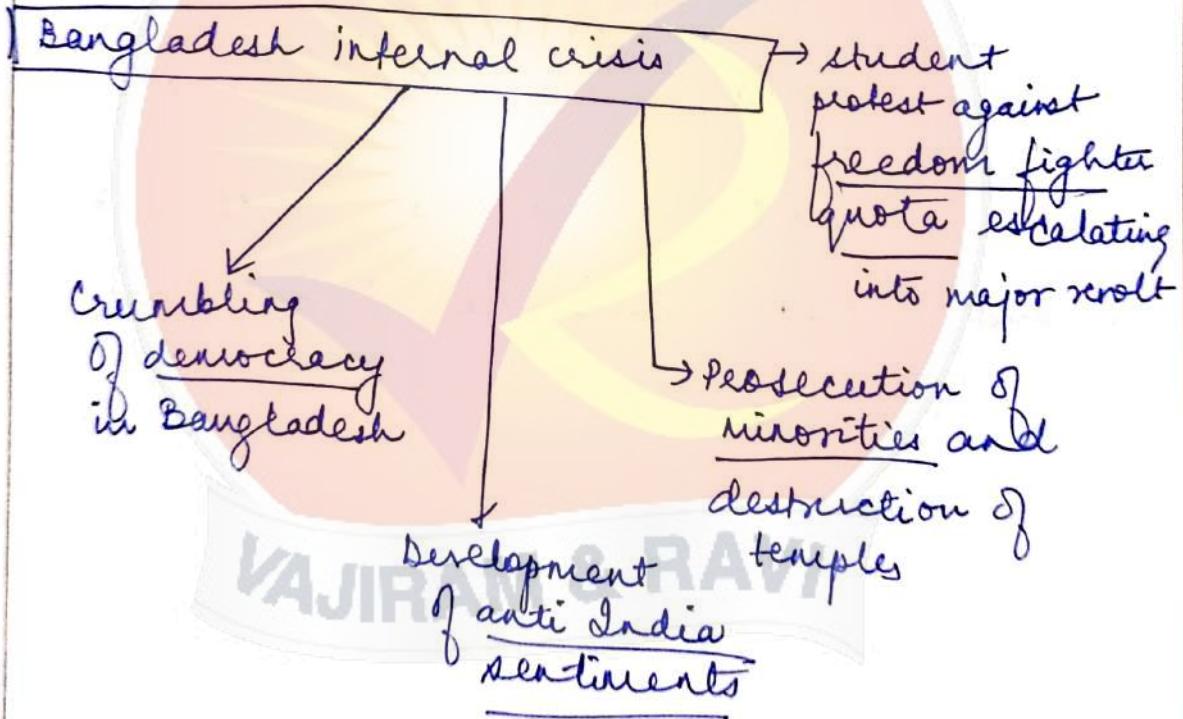 Bangladesh internal crisis
→ student
protest against
freedom fighter
quota escalating
into major revolt
Crumbling
of democracy
in Bangladesh
→ Prosecution of
minorities and
destruction of
temples
Development
of anti India
sentiments
VAJIRAM & RAVI